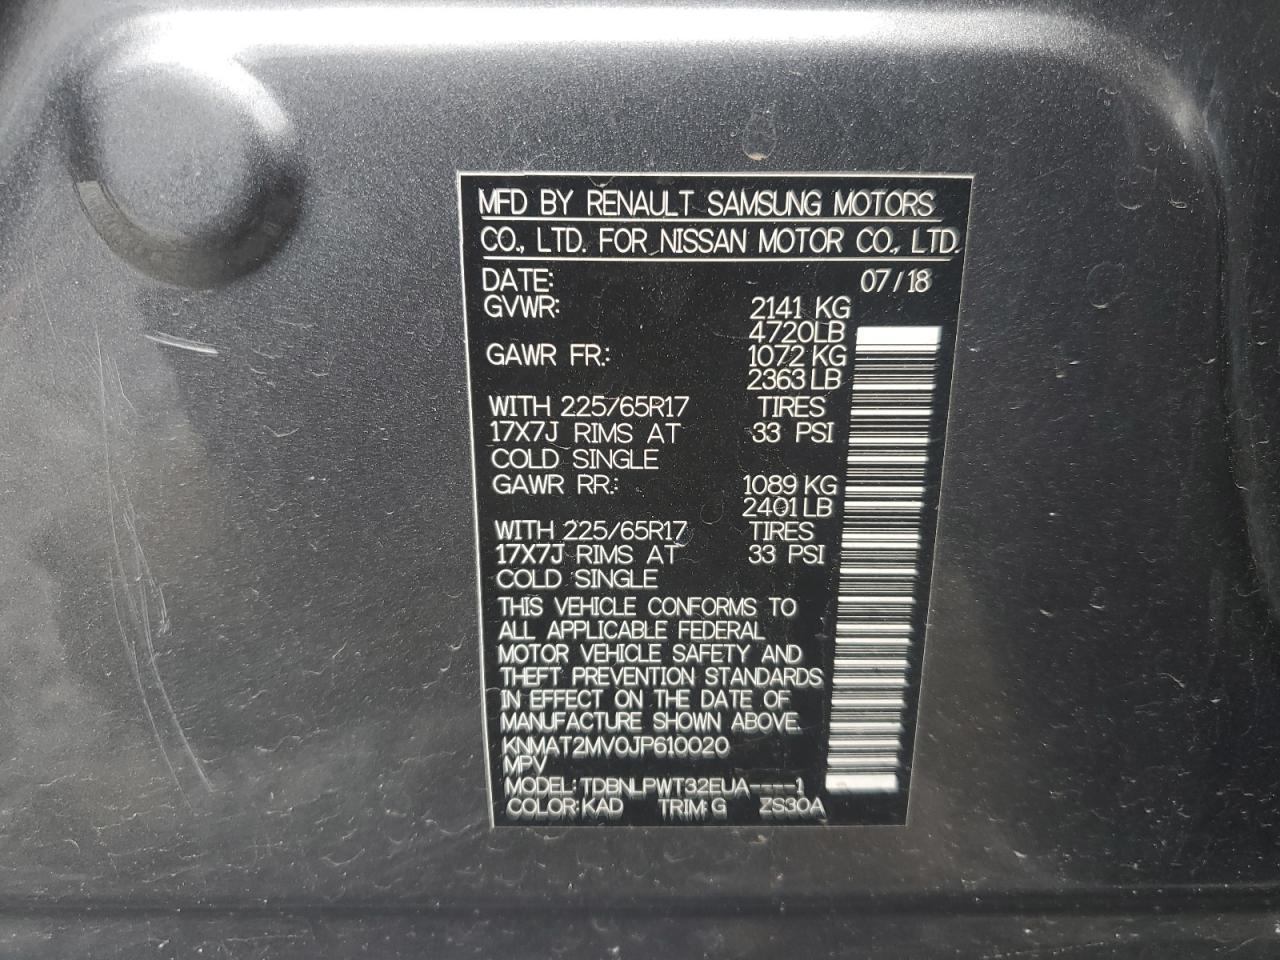 MFD BY RENAULT SAMSUNG MOTORS
CO., LTD. FOR NISSAN MOTOR CO., LTD.
DATE: 07/18
GVWR: 2141 KG
4720LB
GAWR FR.: 1072 KG
2363 LB
WITH 225/65R17 TIRES
17X7J RIMS AT 33 PSI
COLD SINGLE
GAWR RR.: 1089 KG
2401 LB
WITH 225/65R17 TIRES
17X7J RIMS AT 33 PSI
COLD SINGLE
THIS VEHICLE CONFORMS TO
ALL APPLICABLE FEDERAL
MOTOR VEHICLE SAFETY AND
THEFT PREVENTION STANDARDS
IN EFFECT ON THE DATE OF
MANUFACTURE SHOWN ABOVE.
KNMAT2MV0JP610020
MPV
MODEL: TDBNLPWT32EUA----1
COLOR: KAD TRIM: G ZS30A